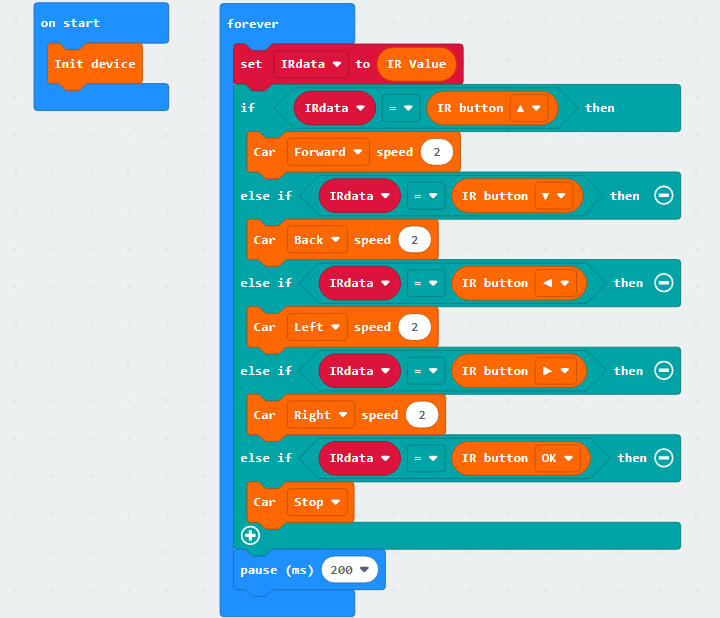 on start
Init device
forever
set IRdata ▼ to IR Value
if IRdata ▼ = ▼ IR button ▲ ▼ then
Car Forward ▼ speed 2
else if IRdata ▼ = ▼ IR button ▼ ▼ then
Car Back ▼ speed 2
else if IRdata ▼ = ▼ IR button ◀ ▼ then
Car Left ▼ speed 2
else if IRdata ▼ = ▼ IR button ▶ ▼ then
Car Right ▼ speed 2
else if IRdata ▼ = ▼ IR button OK ▼ then
Car Stop ▼
pause (ms) 200 ▼